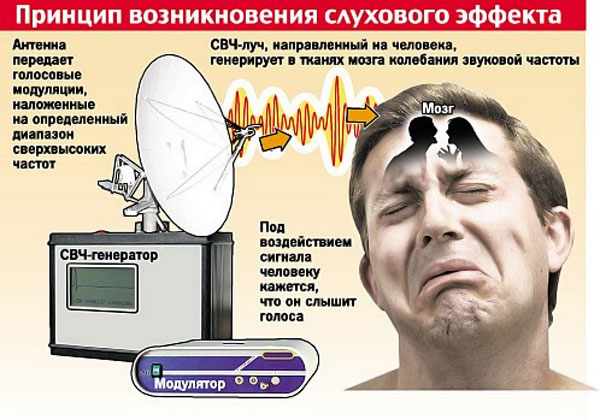 Принцип возникновения слухового эффекта
Антенна
передает
голосовые
модуляции,
наложенные
на определенный
диапазон
сверхвысоких
частот
СВЧ-луч, направленный на человека,
генерирует в тканях мозга колебания звуковой частоты
Мозг
СВЧ-генератор
Под
воздействием
сигнала
человеку
кажется,
что он слышит
голоса
Модулятор